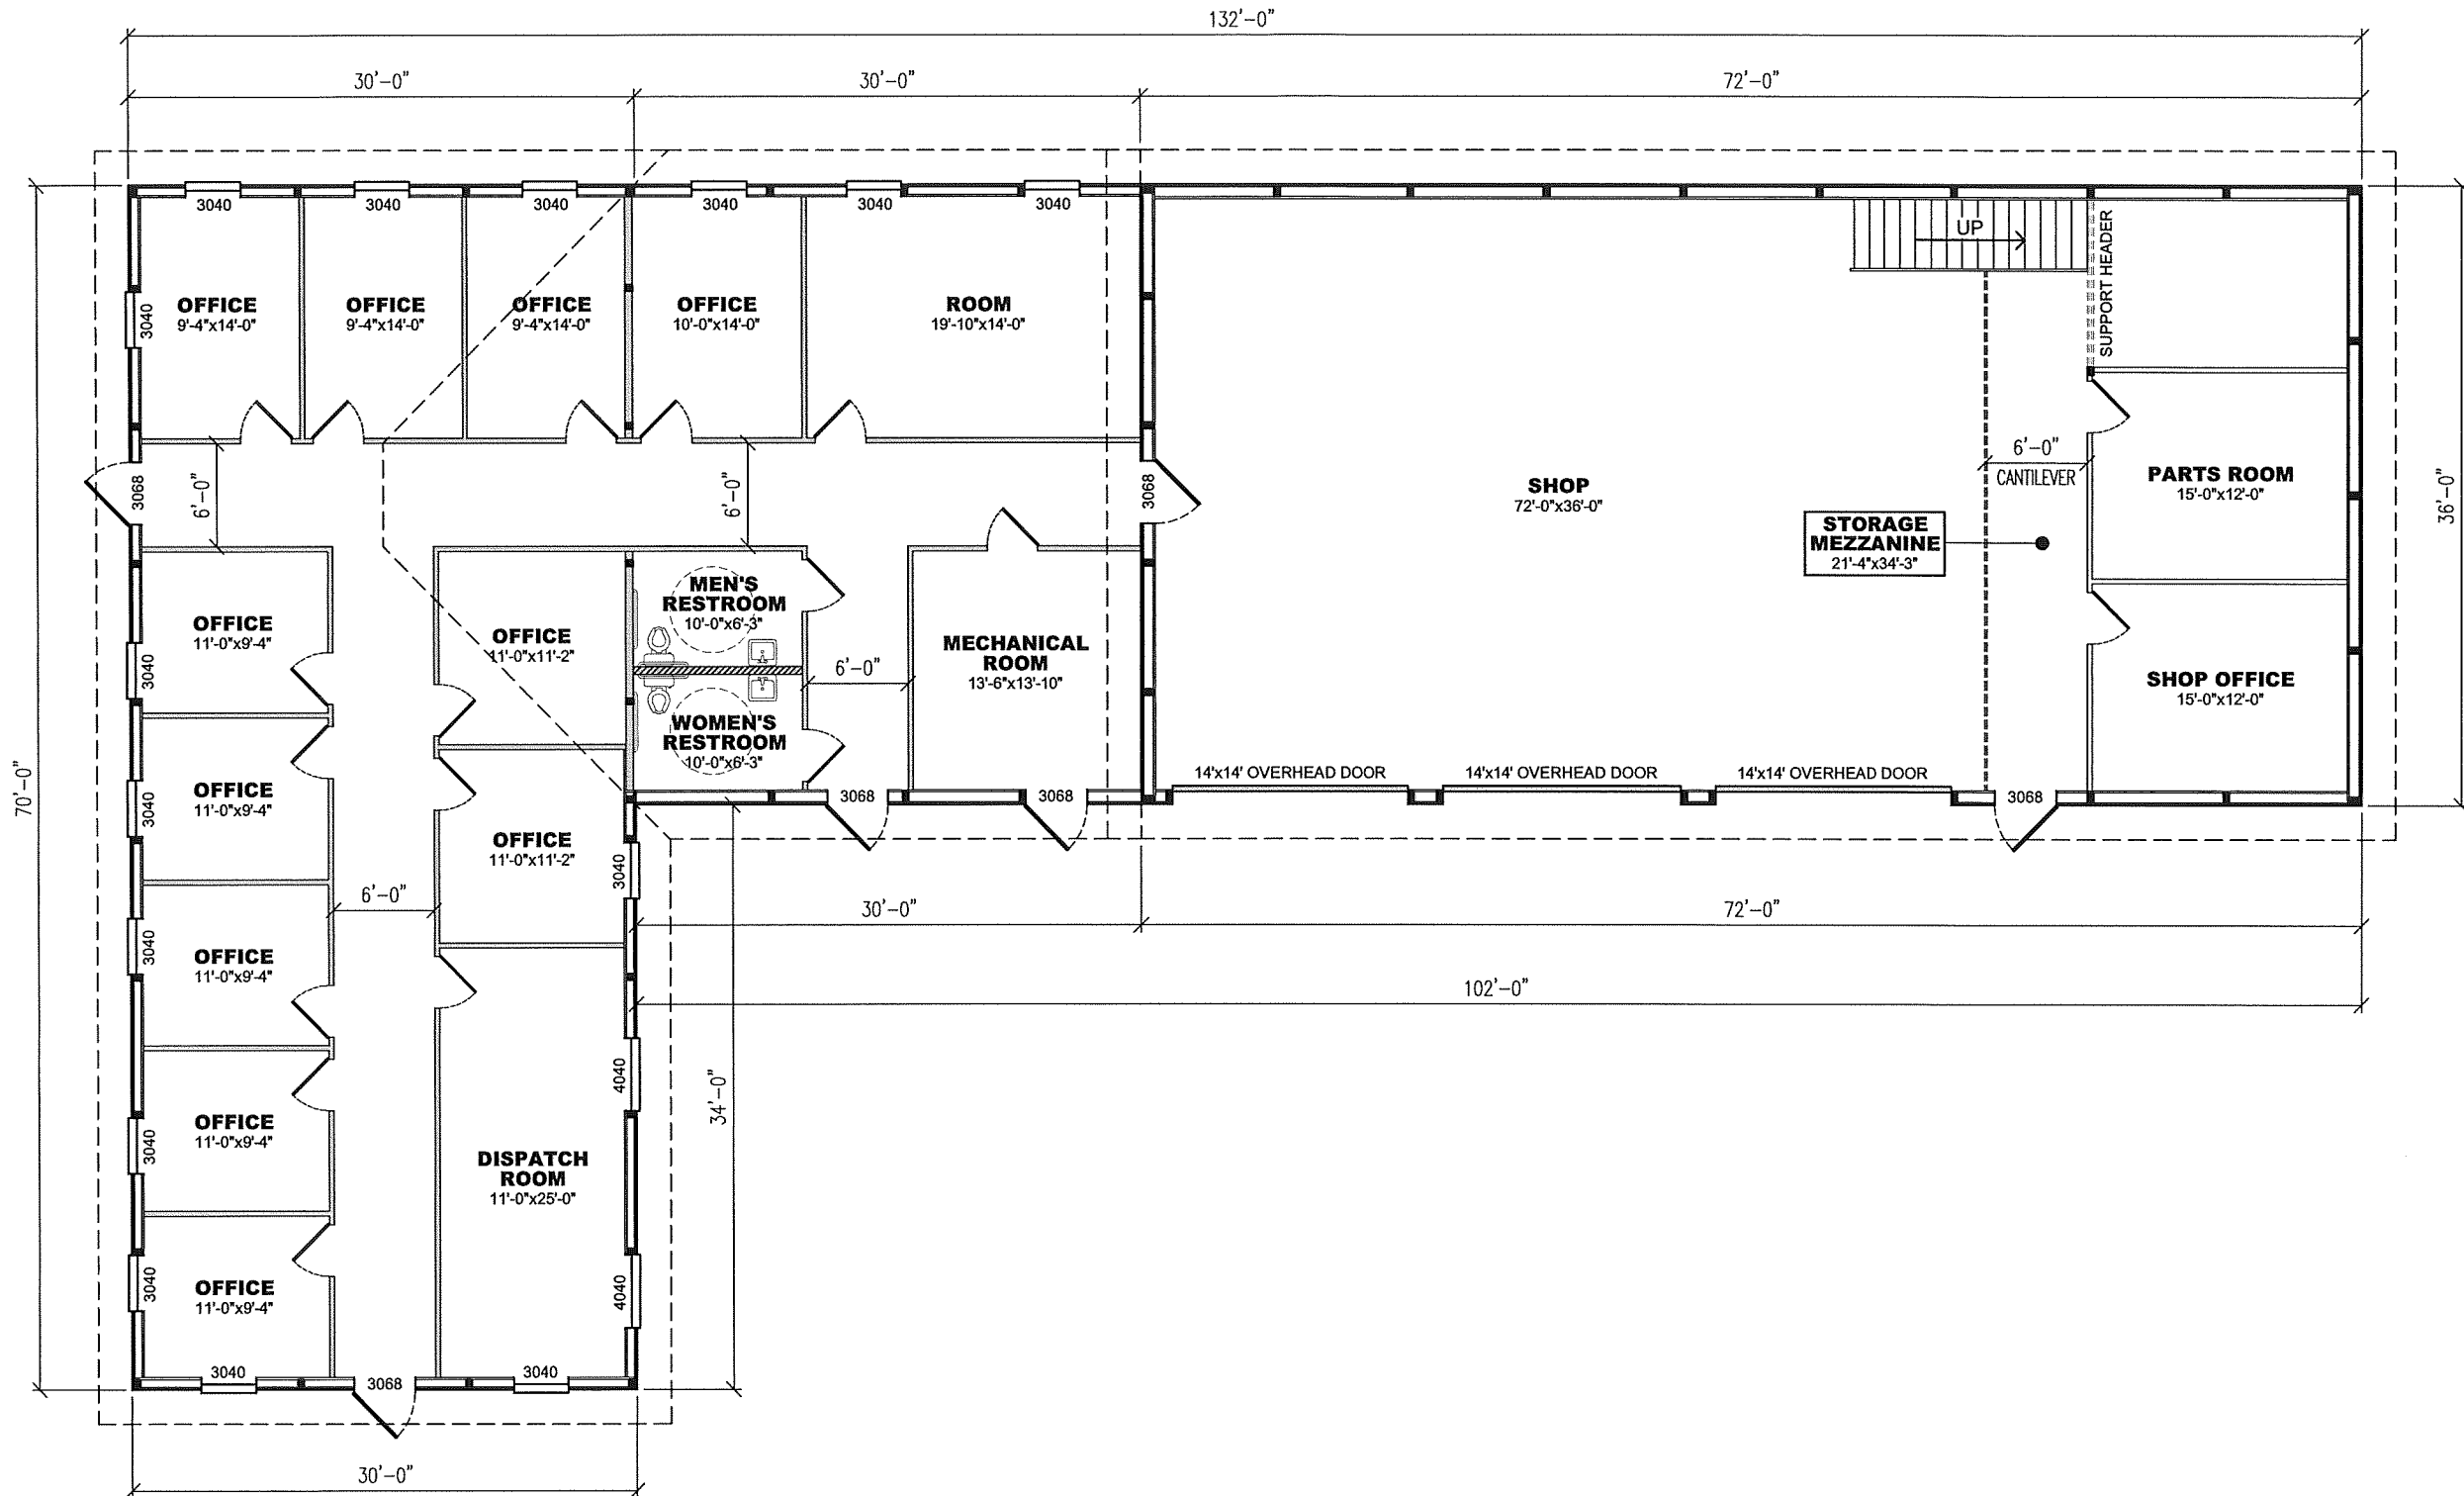 132'-0"
30'-0"
30'-0"
72'-0"
3040
3040
3040
3040
3040
3040
UP
SUPPORT HEADER
OFFICE
9'-4"x14'-0"
OFFICE
9'-4"x14'-0"
OFFICE
9'-4"x14'-0"
OFFICE
10'-0"x14'-0"
ROOM
19'-10"x14'-0"
3040
3068
6'-0"
6'-0"
3068
SHOP
72'-0"x36'-0"
6'-0"
CANTILEVER
PARTS ROOM
15'-0"x12'-0"
36'-0"
STORAGE
MEZZANINE
21'-4"x34'-3"
OFFICE
11'-0"x9'-4"
3040
OFFICE
11'-0"x11'-2"
MEN'S
RESTROOM
10'-0"x6'-3"
6'-0"
MECHANICAL
ROOM
13'-6"x13'-10"
SHOP OFFICE
15'-0"x12'-0"
WOMEN'S
RESTROOM
10'-0"x6'-3"
70'-0"
OFFICE
11'-0"x9'-4"
3040
14'x14' OVERHEAD DOOR
14'x14' OVERHEAD DOOR
14'x14' OVERHEAD DOOR
3068
3068
3068
OFFICE
11'-0"x11'-2"
3040
6'-0"
30'-0"
72'-0"
OFFICE
11'-0"x9'-4"
3040
102'-0"
4040
34'-0"
OFFICE
11'-0"x9'-4"
3040
DISPATCH
ROOM
11'-0"x25'-0"
OFFICE
11'-0"x9'-4"
3040
4040
3040
3068
3040
30'-0"